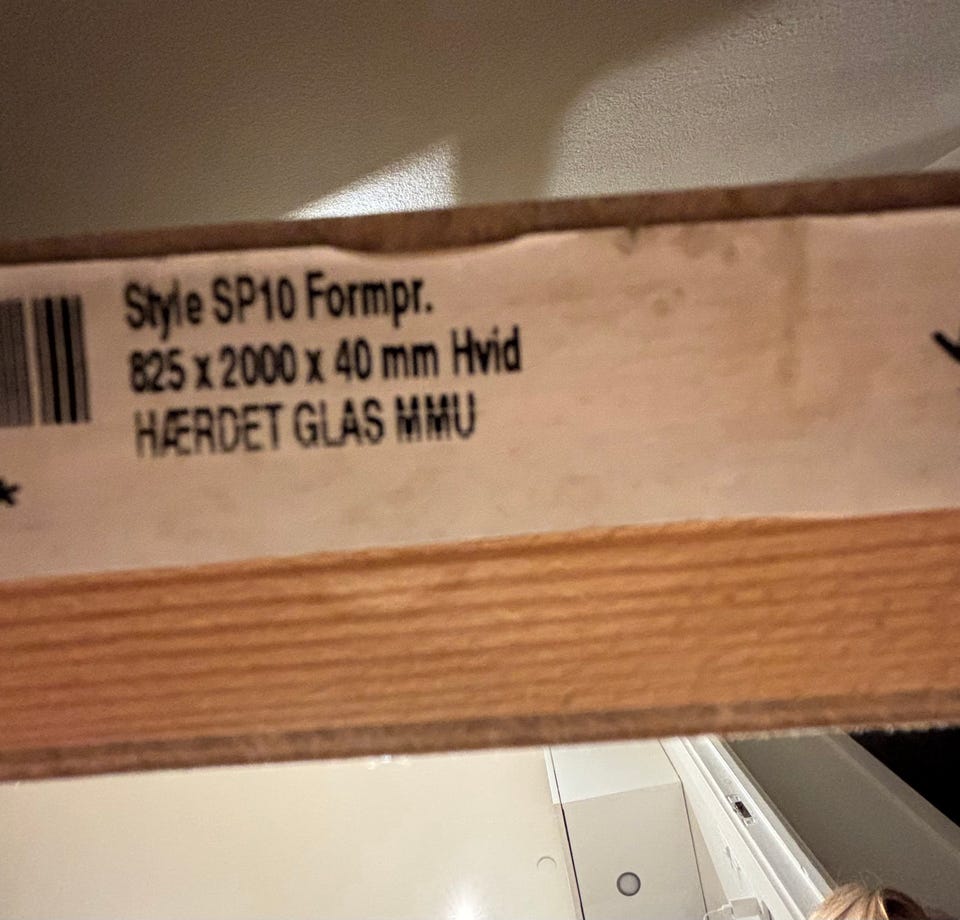 Style SP10 Formpr.
825 x 2000 x 40 mm Hvid
HÆRDET GLAS MMU
*